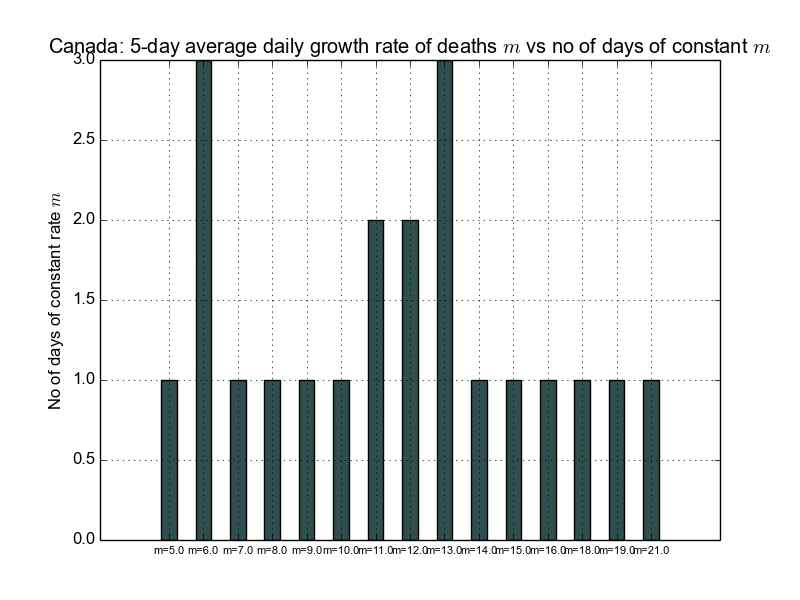 Canada: 5-day average daily growth rate of deaths m vs no of days of constant m
No of days of constant rate m
3.0
2.5
2.0
1.5
1.0
0.5
0.0
m=5.0 m=6.0 m=7.0 m=8.0 m=9.0 m=10.0 m=11.0 m=12.0 m=13.0 m=14.0 m=15.0 m=16.0 m=18.0 m=19.0 m=21.0